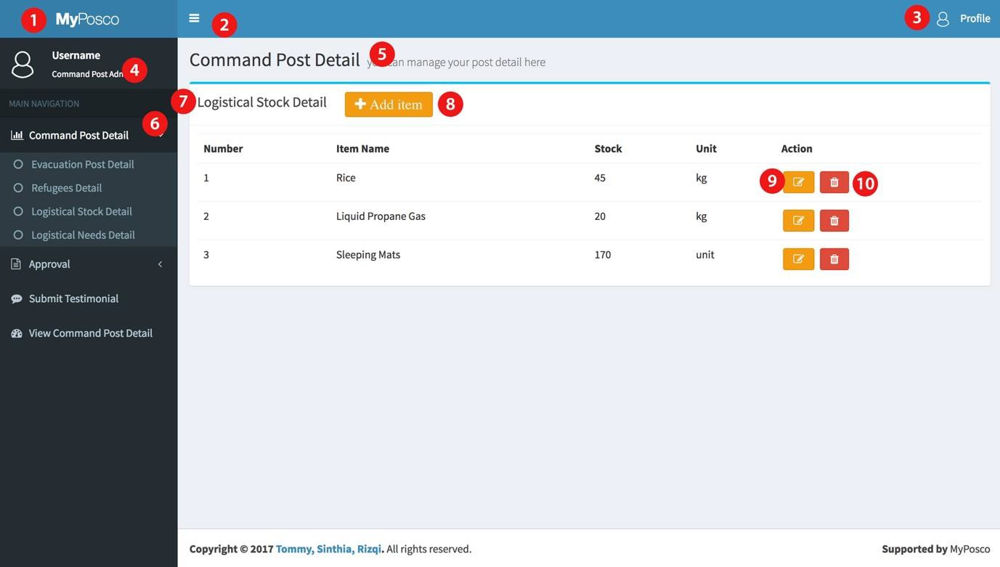 1 MyPosco
2
3 Profile
Username
Command Post Adn 4
MAIN NAVIGATION
6
Command Post Detail
Evacuation Post Detail
Refugees Detail
Logistical Stock Detail
Logistical Needs Detail
Approval
Submit Testimonial
View Command Post Detail
Command Post Detail 5 can manage your post detail here
7 Logistical Stock Detail + Add item 8
Number Item Name Stock Unit Action
1 Rice 45 kg 9 10
2 Liquid Propane Gas 20 kg
3 Sleeping Mats 170 unit
Copyright © 2017 Tommy, Sinthia, Rizqi. All rights reserved.
Supported by MyPosco